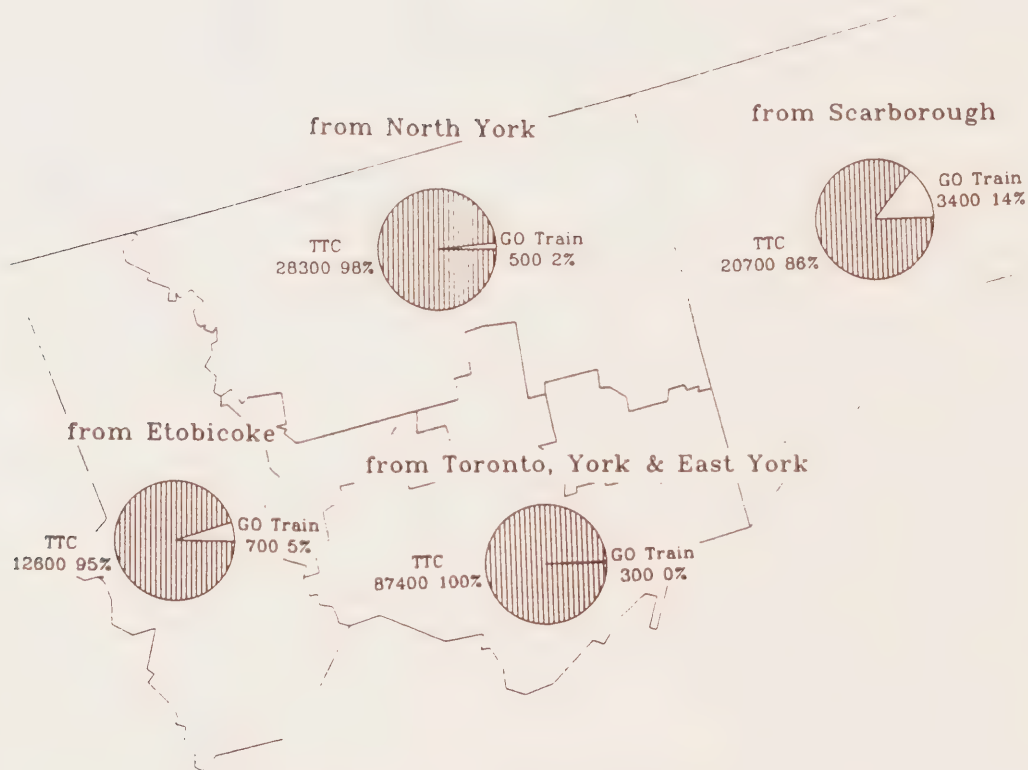 from North York
TTC
28300 98%
GO Train
500 2%
from Scarborough
TTC
20700 86%
GO Train
3400 14%
from Etobicoke
TTC
12600 95%
GO Train
700 5%
from Toronto, York & East York
TTC
87400 100%
GO Train
300 0%